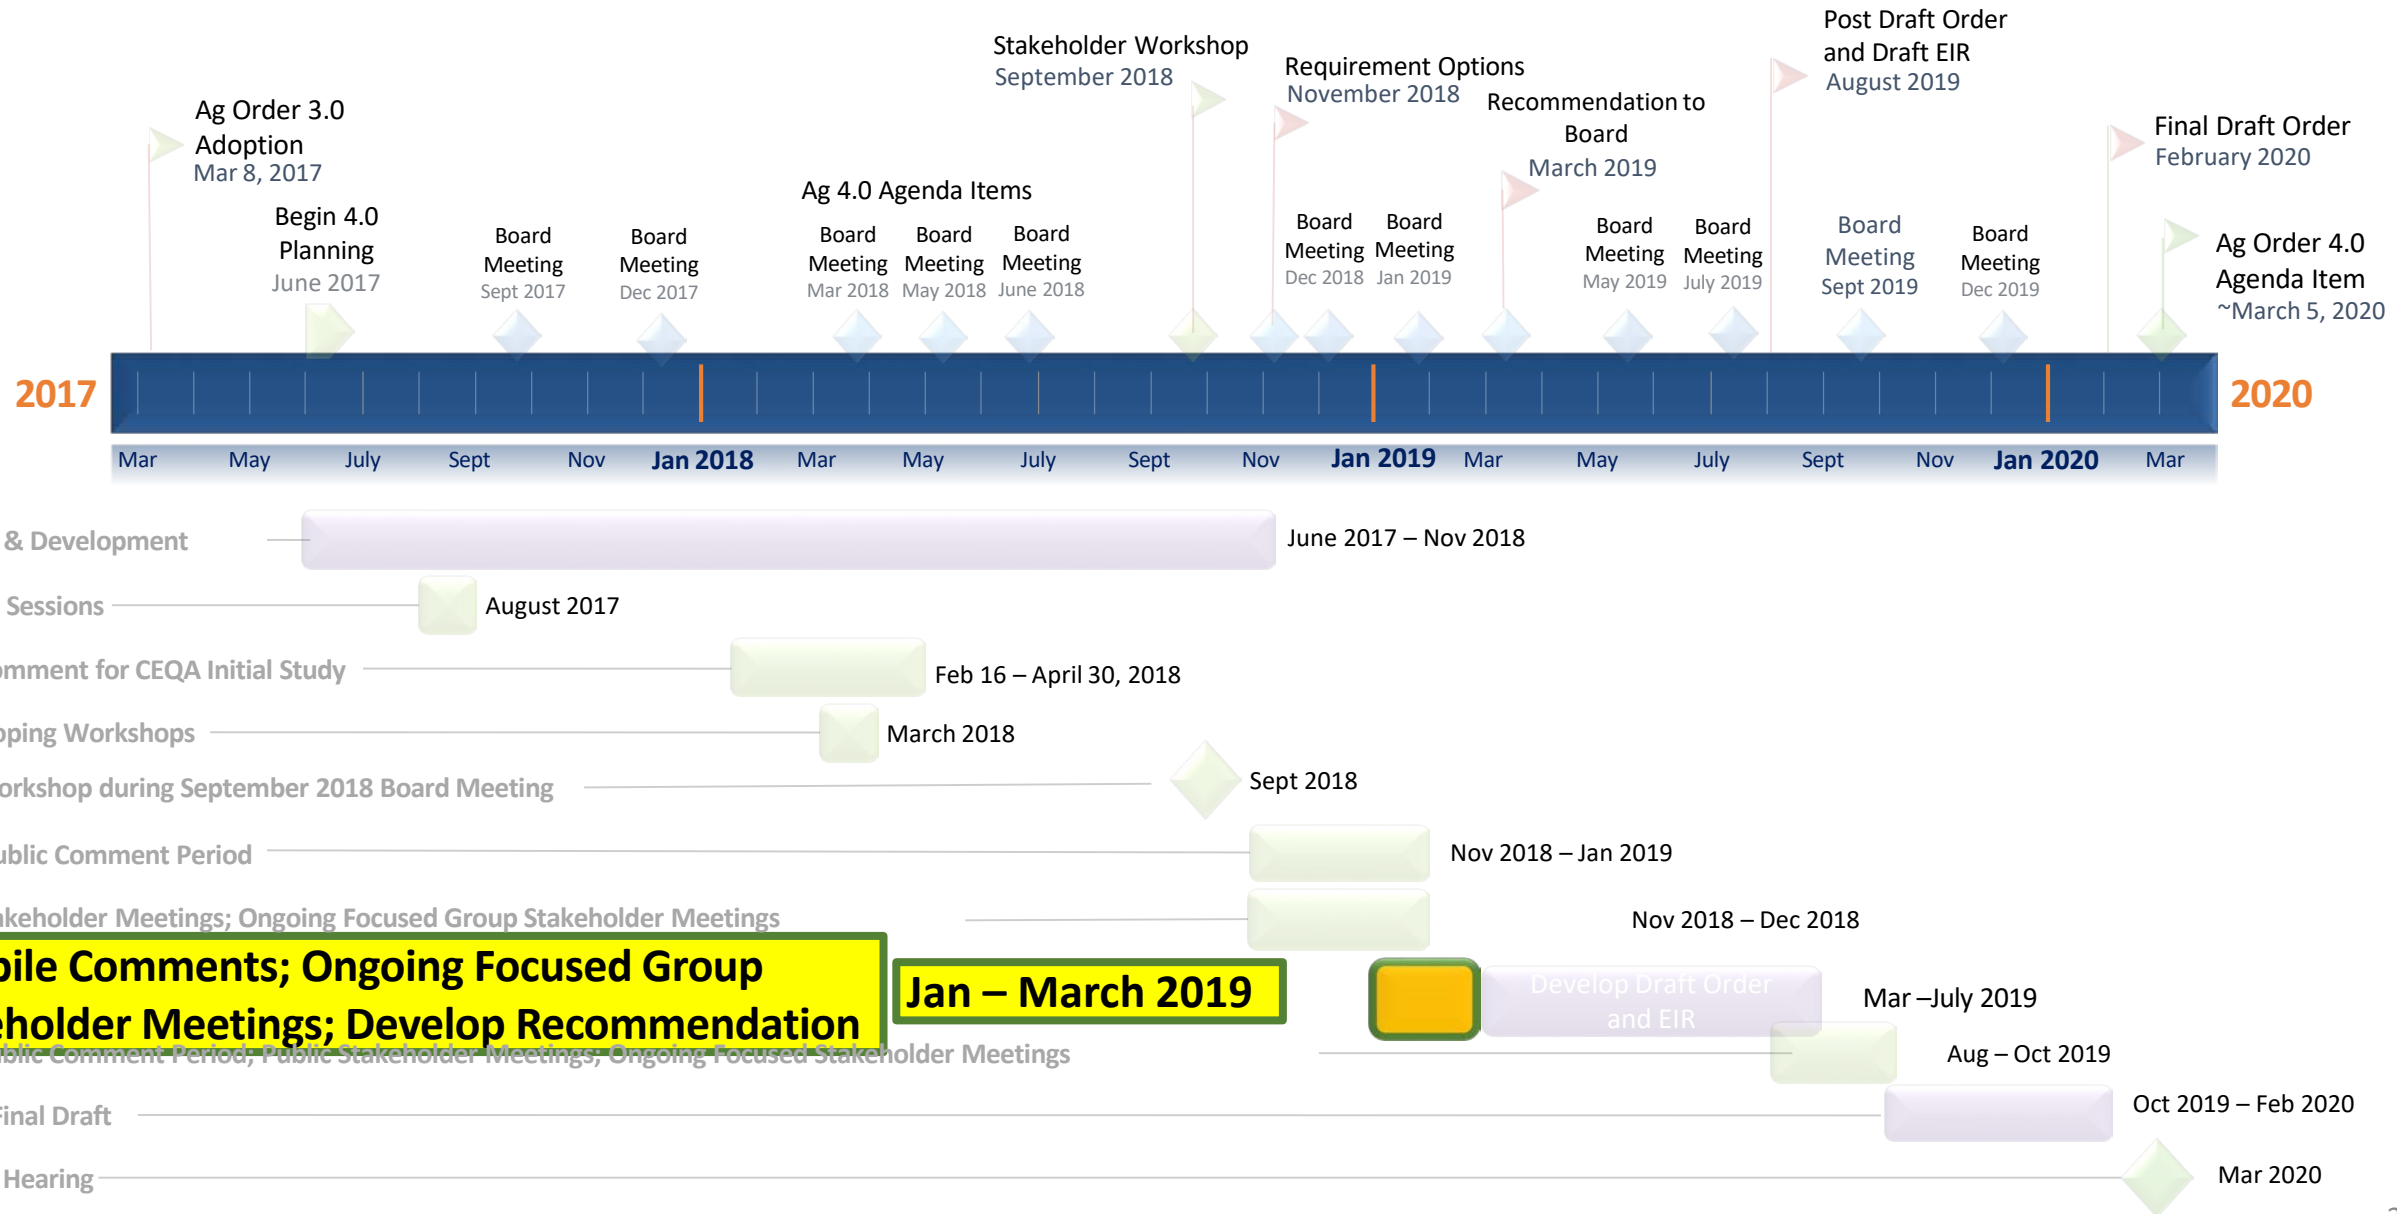 Post Draft Order
and Draft EIR
August 2019
Stakeholder Workshop
September 2018
Requirement Options
November 2018
Recommendation to
Board
March 2019
Ag Order 3.0
Adoption
Mar 8, 2017
Final Draft Order
February 2020
Ag 4.0 Agenda Items
Begin 4.0
Planning
June 2017
Board
Meeting
Sept 2017
Board
Meeting
Dec 2017
Board
Meeting
Mar 2018
Board
Meeting
May 2018
Board
Meeting
June 2018
Board
Meeting
Dec 2018
Board
Meeting
Jan 2019
Board
Meeting
May 2019
Board
Meeting
July 2019
Board
Meeting
Sept 2019
Board
Meeting
Dec 2019
Ag Order 4.0
Agenda Item
~March 5, 2020
2017
2020
Mar May July Sept Nov Jan 2018 Mar May July Sept Nov Jan 2019 Mar May July Sept Nov Jan 2020 Mar
& Development
June 2017 – Nov 2018
Sessions
August 2017
omment for CEQA Initial Study
Feb 16 – April 30, 2018
ping Workshops
March 2018
orkshop during September 2018 Board Meeting
Sept 2018
ublic Comment Period
Nov 2018 – Jan 2019
akeholder Meetings; Ongoing Focused Group Stakeholder Meetings
Nov 2018 – Dec 2018
pile Comments; Ongoing Focused Group
eholder Meetings; Develop Recommendation
Jan – March 2019
Develop Draft Order
and EIR
Mar –July 2019
ublic Comment Period; Public Stakeholder Meetings; Ongoing Focused Stakeholder Meetings
Aug – Oct 2019
Final Draft
Oct 2019 – Feb 2020
Hearing
Mar 2020